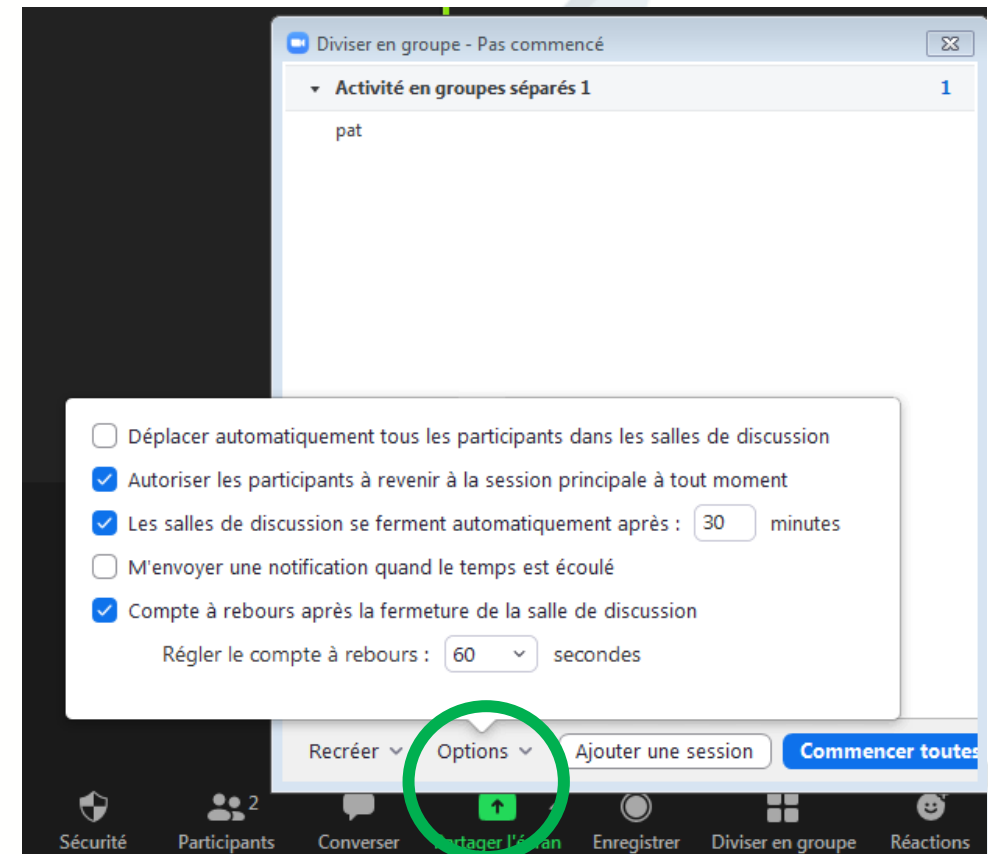 Diviser en groupe - Pas commencé
Activité en groupes séparés 1 1
pat
Déplacer automatiquement tous les participants dans les salles de discussion
Autoriser les participants à revenir à la session principale à tout moment
Les salles de discussion se ferment automatiquement après : 30 minutes
M'envoyer une notification quand le temps est écoulé
Compte à rebours après la fermeture de la salle de discussion
Régler le compte à rebours : 60 secondes
Recréer Options Ajouter une session Commencer toutes
2
Sécurité Participants Converser Partager l'écran Enregistrer Diviser en groupe Réactions